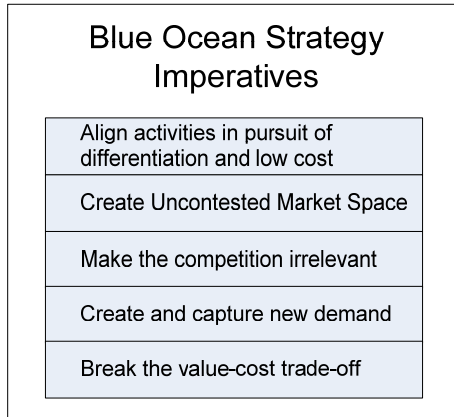 Blue Ocean Strategy
Imperatives
Align activities in pursuit of
differentiation and low cost
Create Uncontested Market Space
Make the competition irrelevant
Create and capture new demand
Break the value-cost trade-off